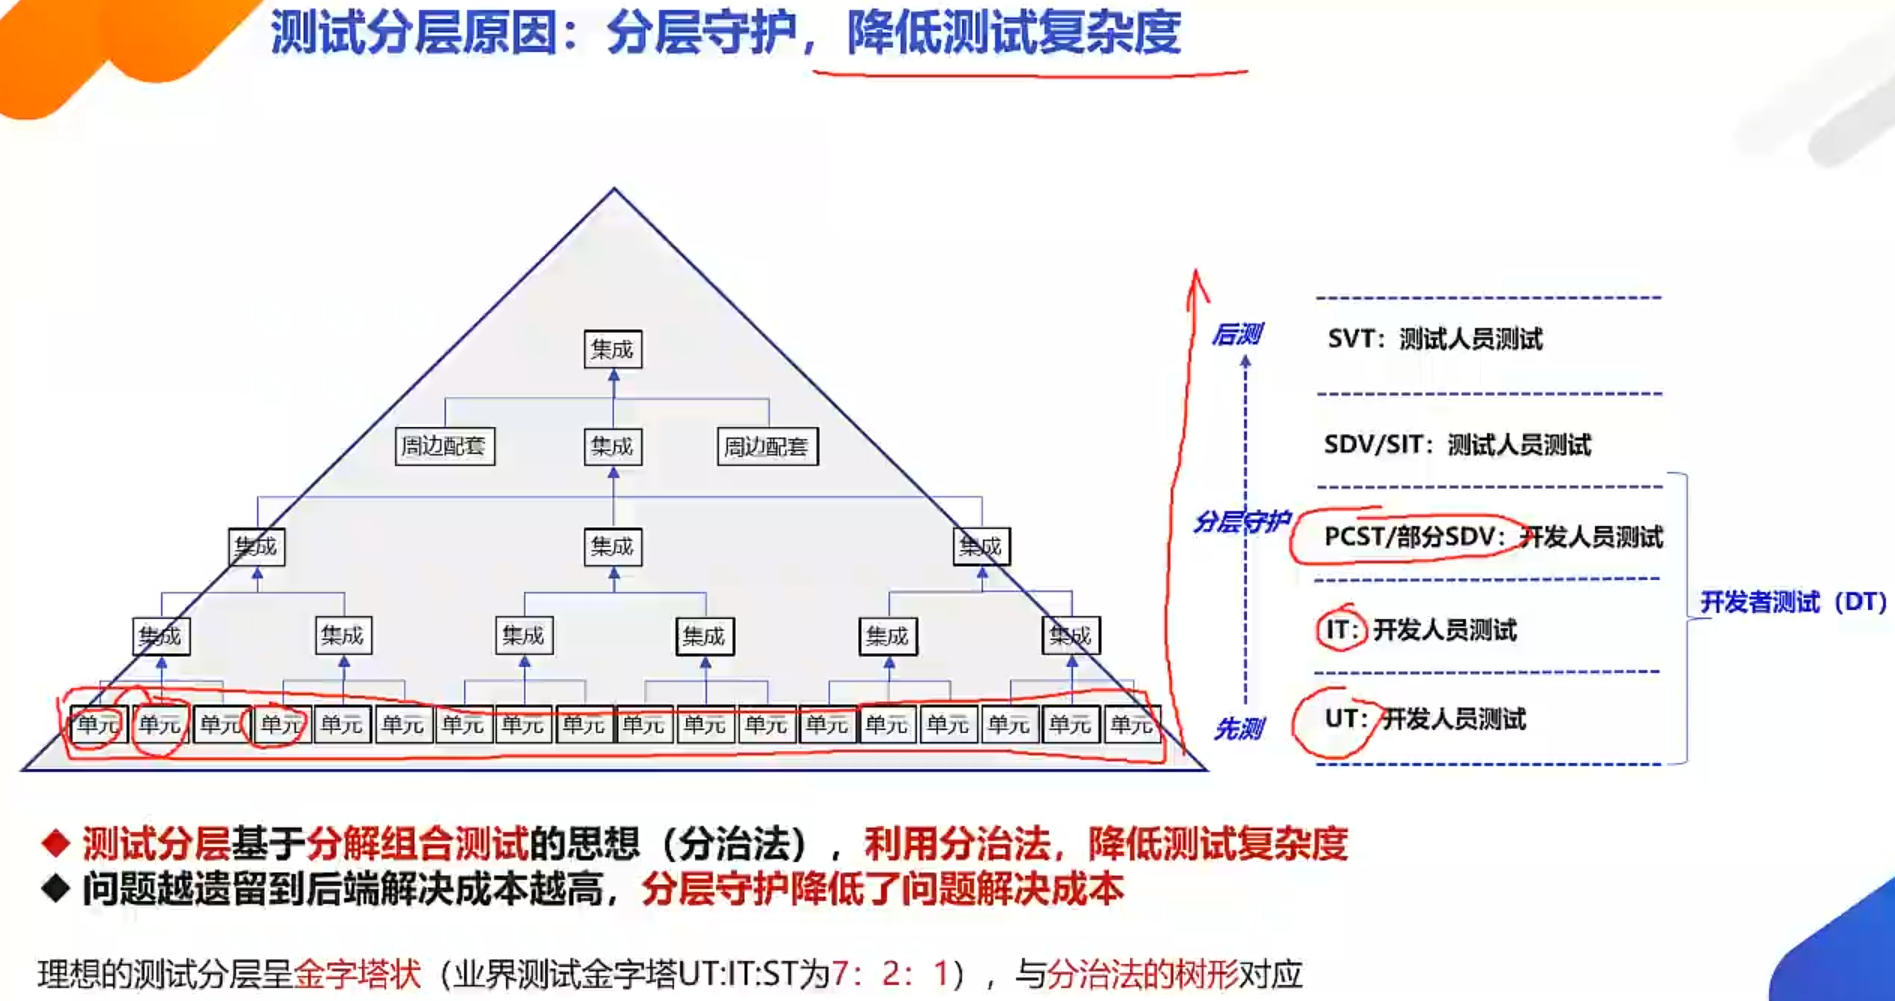 测试分层原因：分层守护，降低测试复杂度
集成
周边配套 集成 周边配套
集成 集成 集成
集成 集成 集成 集成 集成 集成
单元 单元 单元 单元 单元 单元 单元 单元 单元 单元 单元 单元 单元 单元 单元 单元 单元 单元
后测
分层守护
先测
SVT：测试人员测试
SDV/SIT：测试人员测试
PCST/部分SDV：开发人员测试
IT：开发人员测试
UT：开发人员测试
开发者测试（DT）
◆ 测试分层基于分解组合测试的思想（分治法），利用分治法，降低测试复杂度
◆ 问题越遗留到后端解决成本越高，分层守护降低了问题解决成本
理想的测试分层呈金字塔状（业界测试金字塔UT:IT:ST为7：2：1），与分治法的树形对应